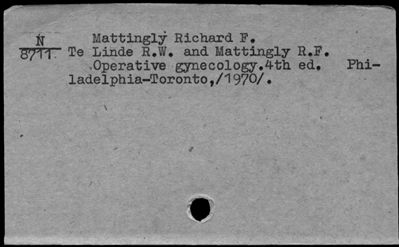 N Mattingly Richard F.
8711. Te Linde R.W. and Mattingly R.F.
Operative gynecology.4th ed. Phi-
ladelphia-Toronto,/1970/.